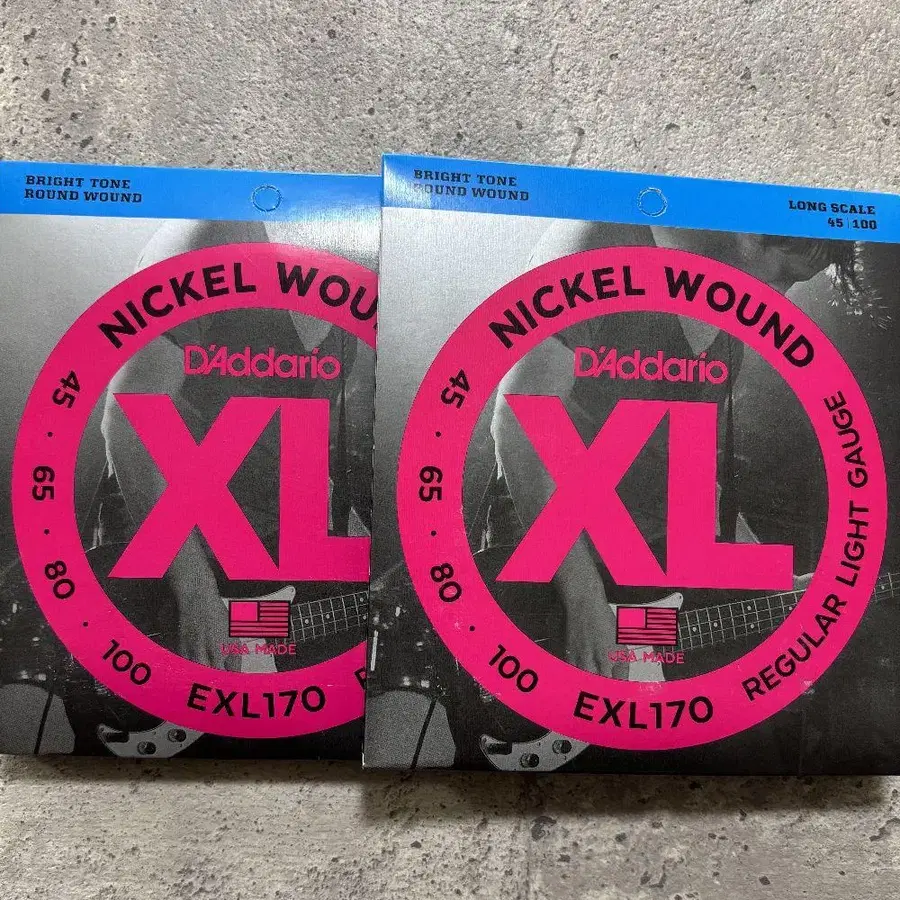 BRIGHT TONE
ROUND WOUND
NICKEL WOU
D'Addario
XL
45 · 65 · 80 · 100
USA MADE
EXL170
BRIGHT TONE
ROUND WOUND
LONG SCALE
45 | 100
NICKEL WOUND
D'Addario
XL
45 · 65 · 80 · 100
USA MADE
EXL170
REGULAR LIGHT GAUGE